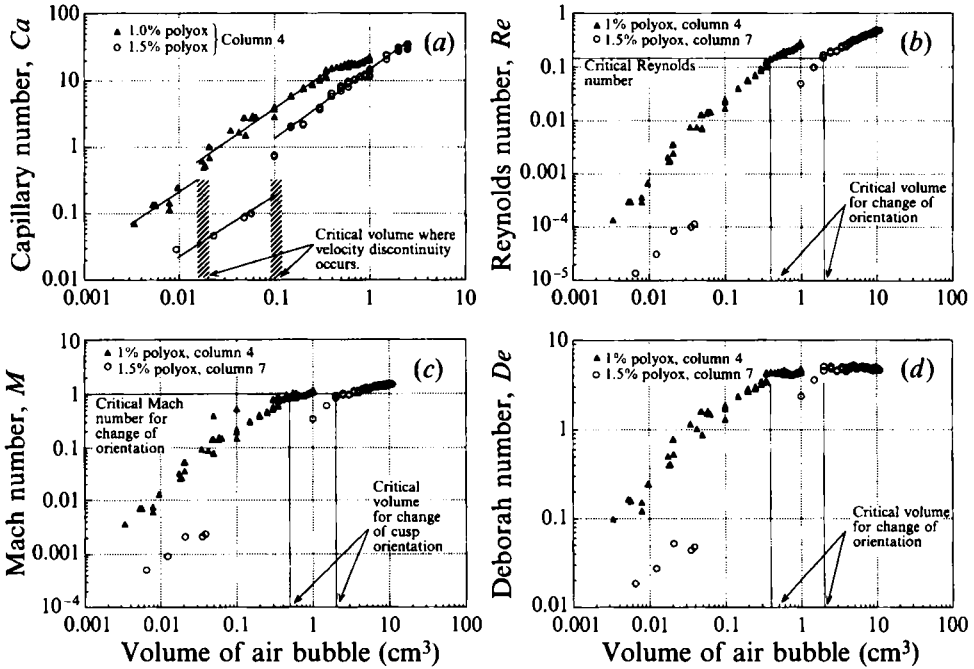 1.0% polyox
1.5% polyox
Column 4
(a)
Capillary number, Ca
100
10
1
0.1
0.01
0.001
0.01
0.1
1
10
Critical volume where
velocity discontinuity
occurs.
1% polyox, column 4
1.5% polyox, column 7
(b)
Reynolds number, Re
10
1
0.1
0.01
0.001
10⁻⁴
10⁻⁵
0.001
0.01
0.1
1
10
100
Critical Reynolds
number
Critical volume
for change of
orientation
1% polyox, column 4
1.5% polyox, column 7
(c)
Mach number, M
100
10
1
0.1
0.01
0.001
10⁻⁴
0.001
0.01
0.1
1
10
100
Critical Mach
number for
change of
orientation
Critical
volume
for change
of cusp
orientation
Volume of air bubble (cm³)
1% polyox, column 4
1.5% polyox, column 7
(d)
Deborah number, De
10
1
0.1
0.01
0.001
0.01
0.1
1
10
100
Critical volume
for change of
orientation
Volume of air bubble (cm³)